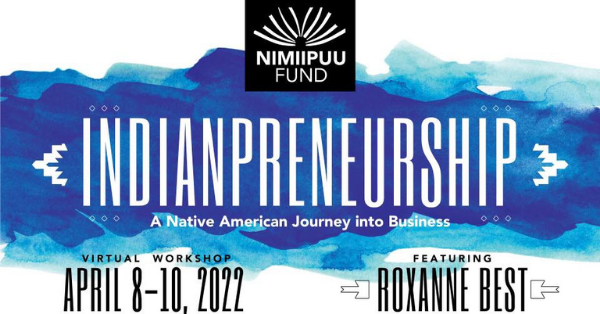 NIMIIPUU
FUND
INDIANPRENEURSHIP
A Native American Journey into Business
VIRTUAL WORKSHOP
APRIL 8-10, 2022
FEATURING
ROXANNE BEST